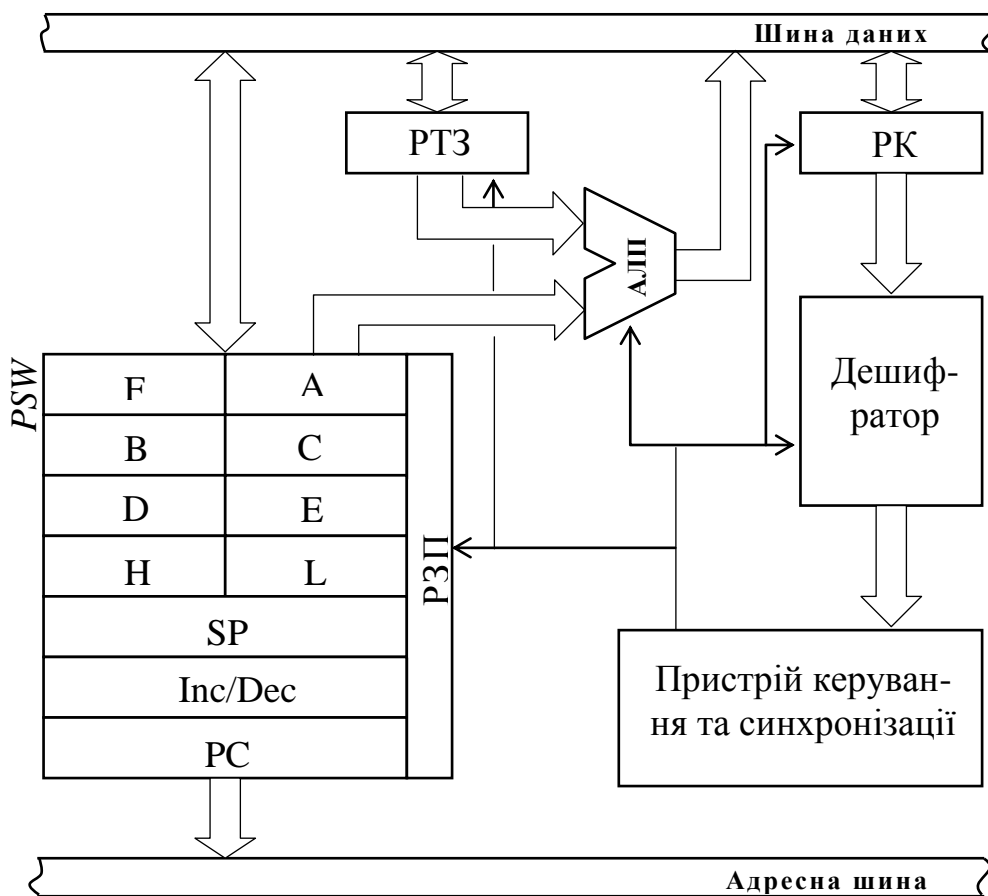 Шина даних
РТЗ
РК
АЛП
PSW
F
A
B
C
D
E
H
L
SP
Inc/Dec
PC
РЗП
Дешиф-
ратор
Пристрій керуван-
ня та синхронізації
Адресна шина